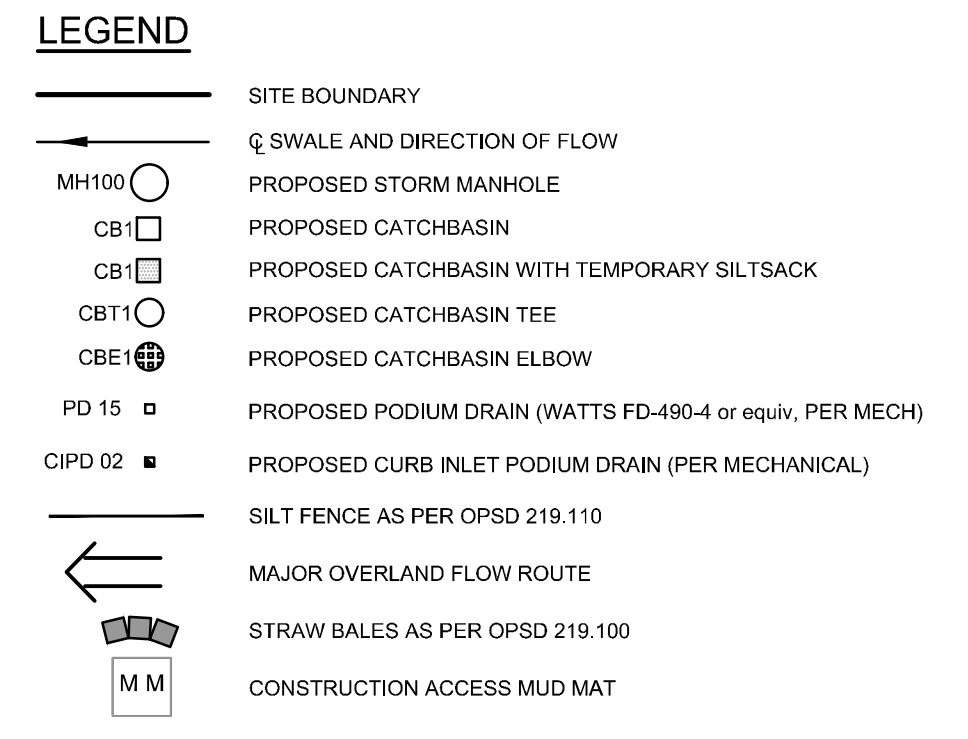 LEGEND
SITE BOUNDARY
℄ SWALE AND DIRECTION OF FLOW
MH100 PROPOSED STORM MANHOLE
CB1 PROPOSED CATCHBASIN
CB1 PROPOSED CATCHBASIN WITH TEMPORARY SILTSACK
CBT1 PROPOSED CATCHBASIN TEE
CBE1 PROPOSED CATCHBASIN ELBOW
PD 15 PROPOSED PODIUM DRAIN (WATTS FD-490-4 or equiv, PER MECH)
CIPD 02 PROPOSED CURB INLET PODIUM DRAIN (PER MECHANICAL)
SILT FENCE AS PER OPSD 219.110
MAJOR OVERLAND FLOW ROUTE
STRAW BALES AS PER OPSD 219.100
M M CONSTRUCTION ACCESS MUD MAT